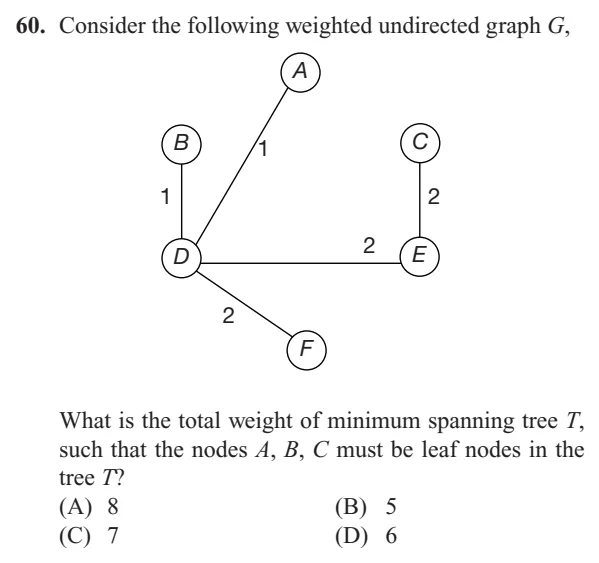 60. Consider the following weighted undirected graph G,
A
B
C
1
1
2
2
D
E
2
F
What is the total weight of minimum spanning tree T,
such that the nodes A, B, C must be leaf nodes in the
tree T?
(A) 8 (B) 5
(C) 7 (D) 6